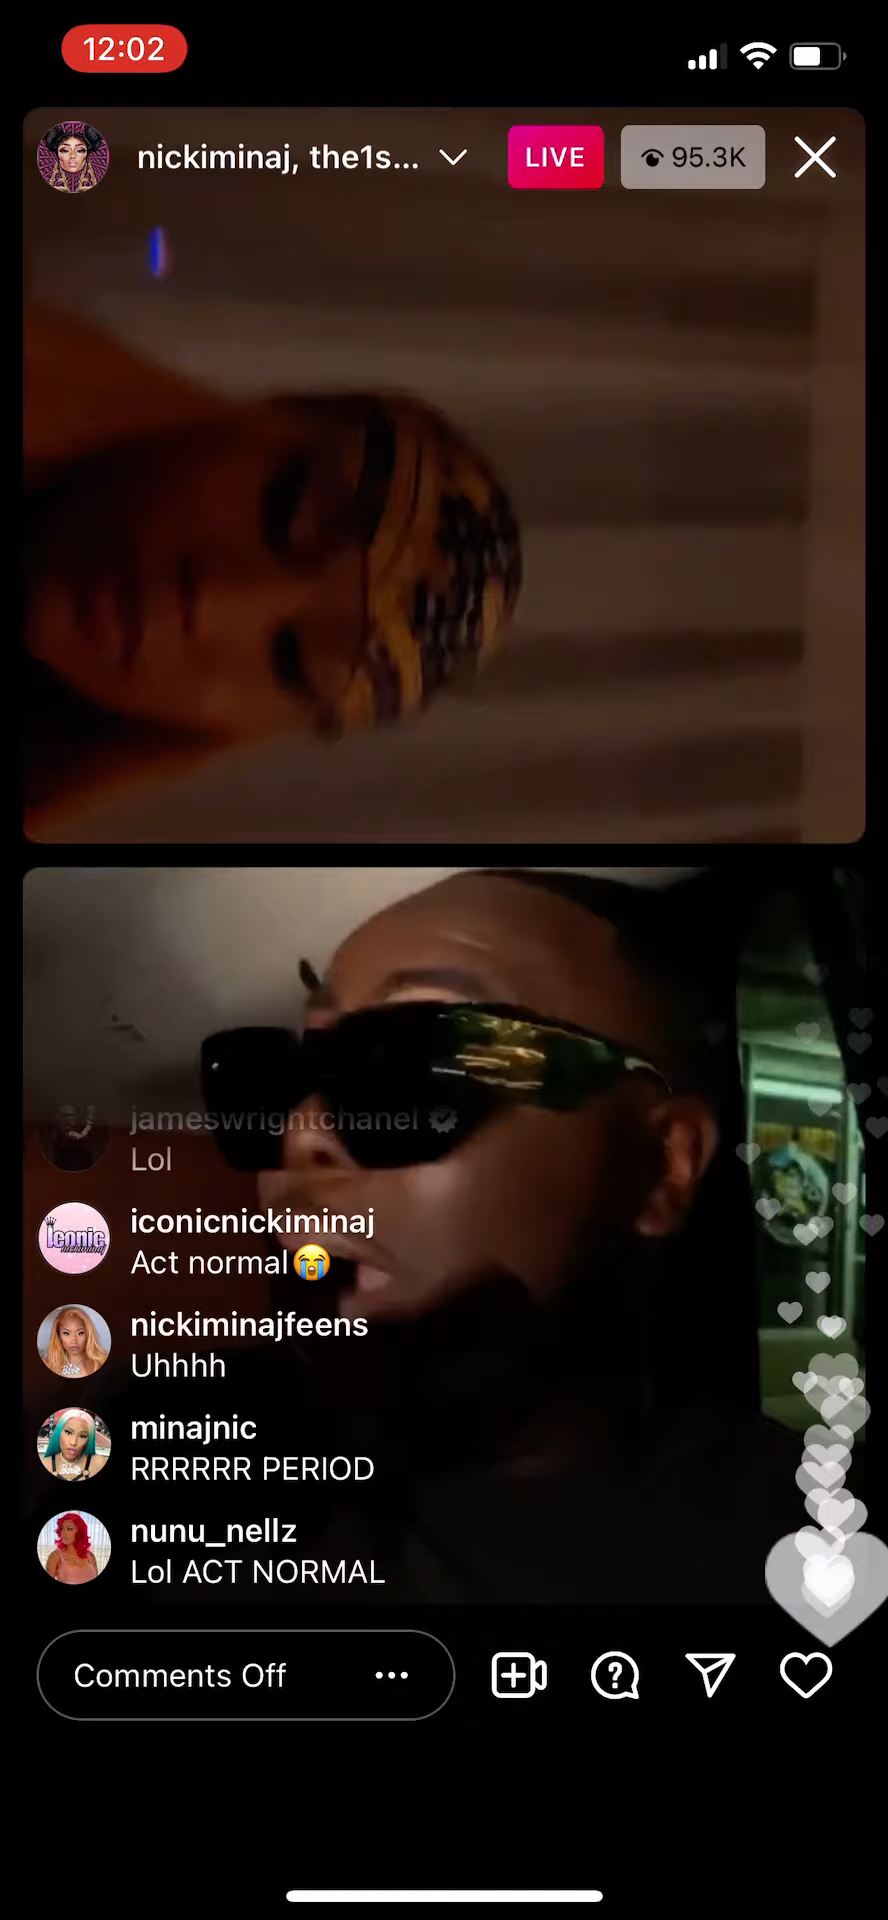 12:02
nickiminaj, the1s...
LIVE
95.3K
jameswrightchanel
Lol
iconicnickiminaj
Act normal😭
nickiminajfeens
Uhhhh
minajnic
RRRRRR PERIOD
nunu_nellz
Lol ACT NORMAL
Comments Off